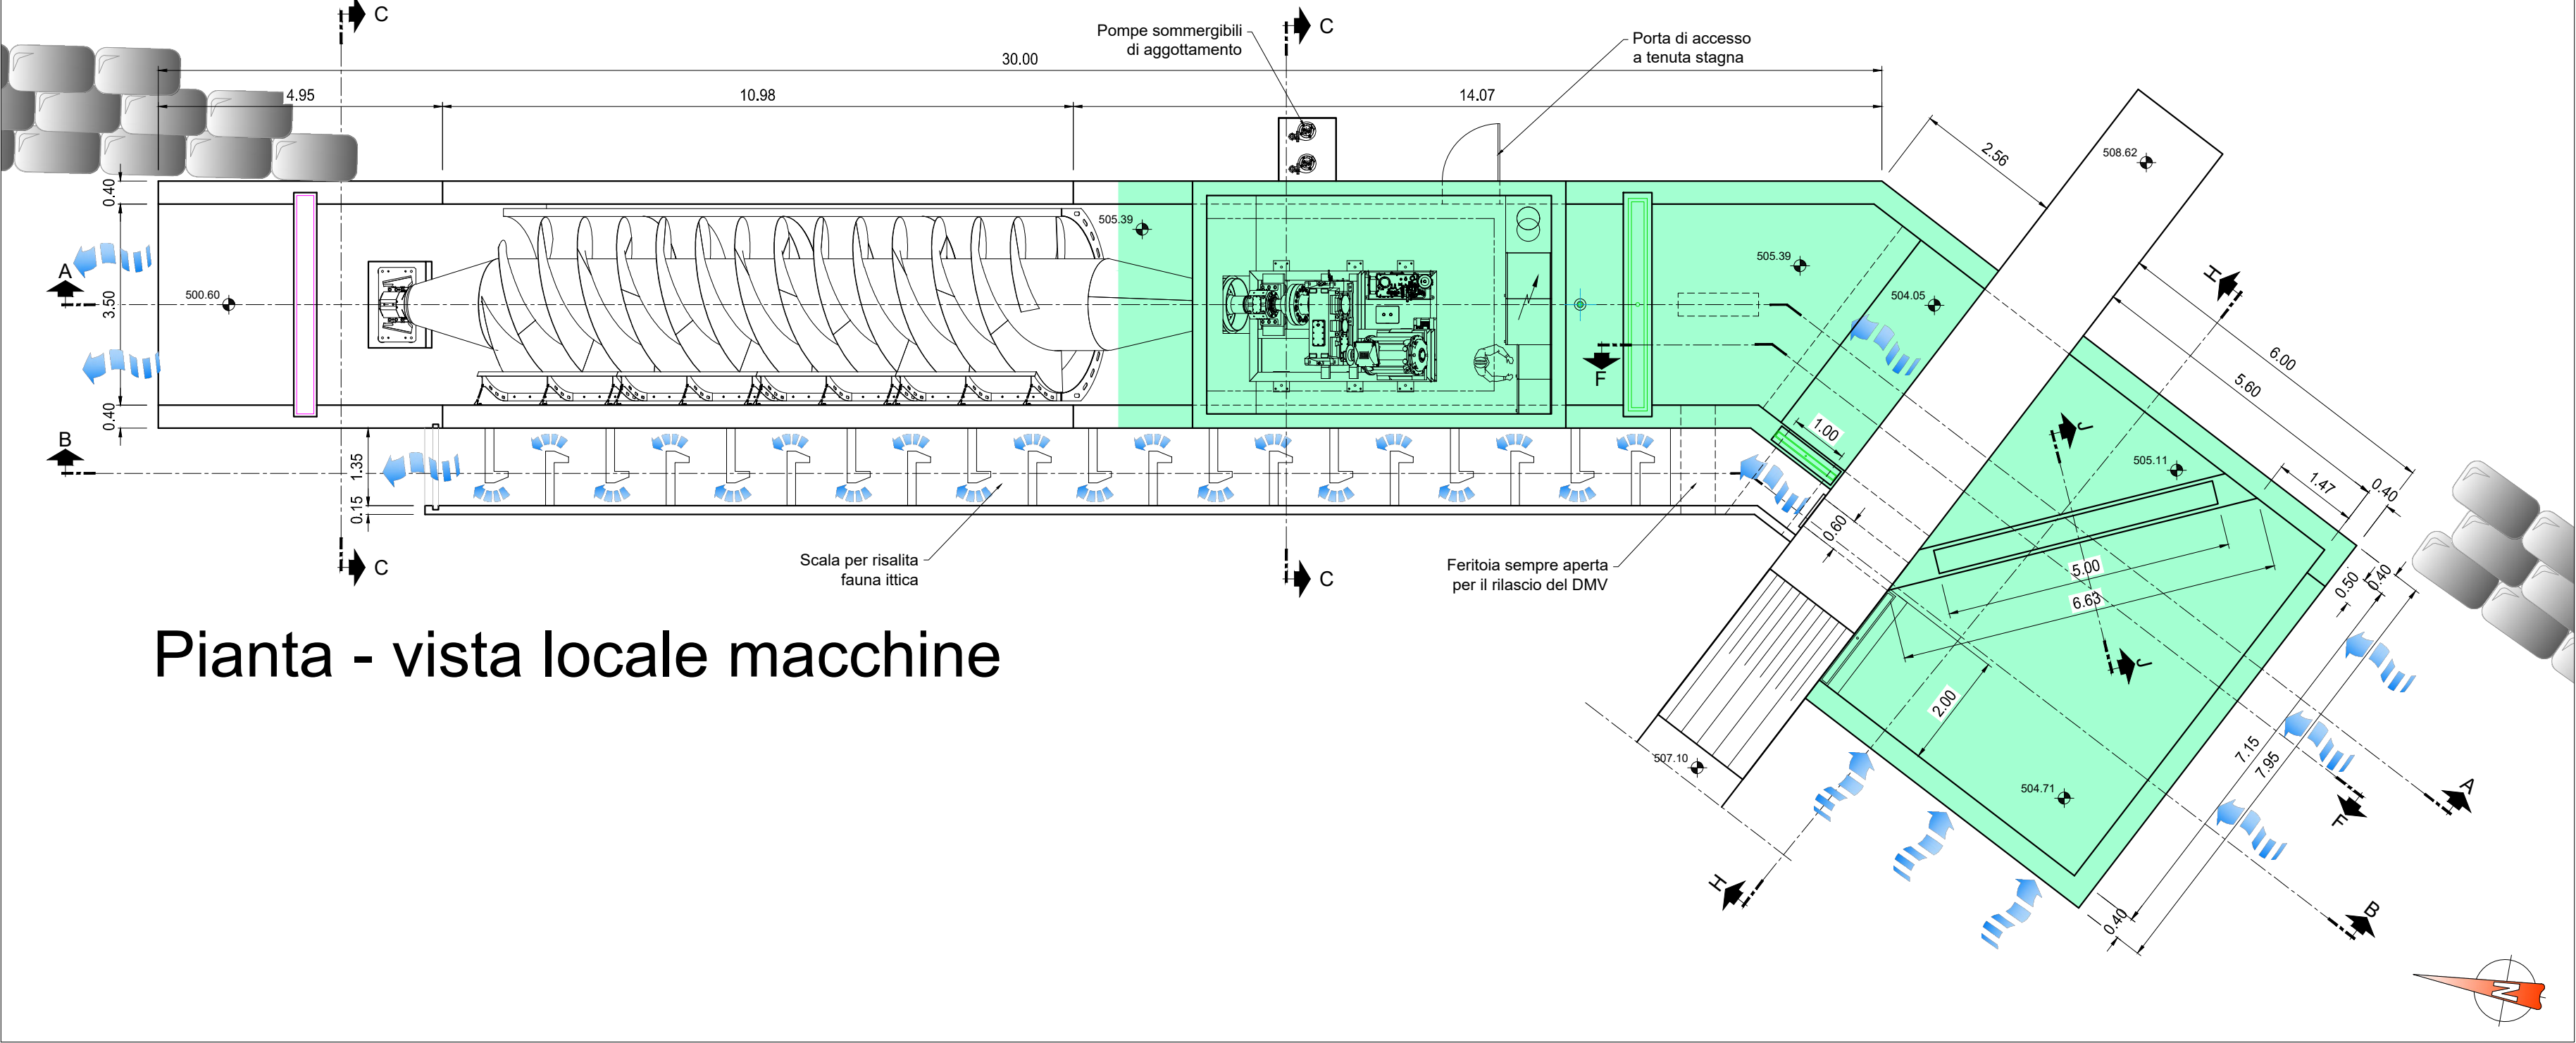 C
C
Pompe sommergibili
di aggottamento
Porta di accesso
a tenuta stagna
30.00
4.95
10.98
14.07
2.56
508.62
0.40
505.39
505.39
504.05
A
500.60
3.50
H
6.00
5.60
F
0.40
B
1.00
J
505.11
1.47
0.40
1.35
0.15
0.60
C
Scala per risalita
fauna ittica
C
Feritoia sempre aperta
per il rilascio del DMV
5.00
6.63
0.50
0.40
Pianta - vista locale macchine
J
2.00
507.10
7.15
7.95
504.71
A
F
H
B
0.40
N